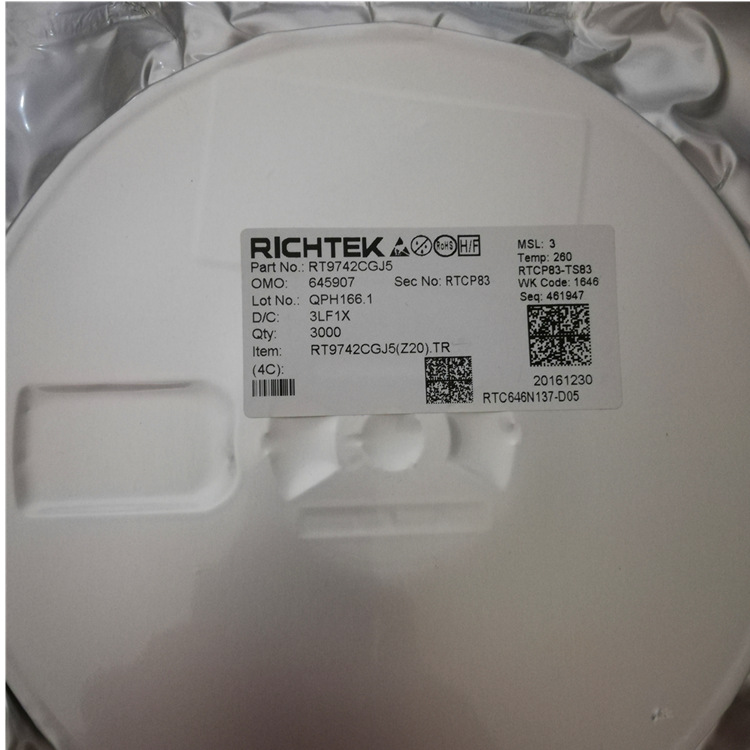 RICHTEK RoHS H/F
Part No.: RT9742CGJ5
OMO: 645907 Sec No: RTCP83
Lot No.: QPH166.1
D/C: 3LF1X
Qty: 3000
Item: RT9742CGJ5(Z20).TR
(4C):
MSL: 3
Temp: 260
RTCP83-TS83
WK Code: 1646
Seq: 461947
20161230
RTC646N137-D05